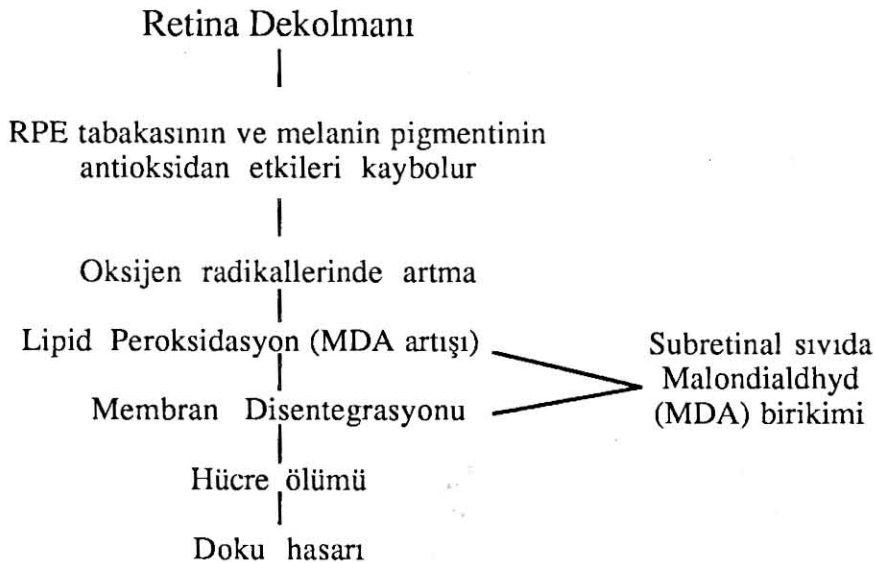 Retina Dekolmanı
RPE tabakasının ve melanin pigmentinin
antioksidan etkileri kaybolur
Oksijen radikallerinde artma
Lipid Peroksidasyon (MDA artışı)
Membran Disentegrasyonu
Hücre ölümü
Doku hasarı
Subretinal sıvıda
Malondialdhyd
(MDA) birikimi